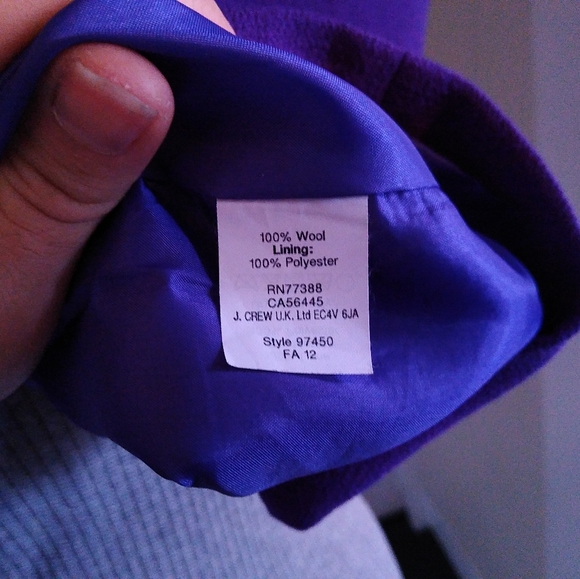 100% Wool
Lining:
100% Polyester
RN77388
CA56445
J. CREW U.K. Ltd EC4V 6JA
Style 97450
FA 12